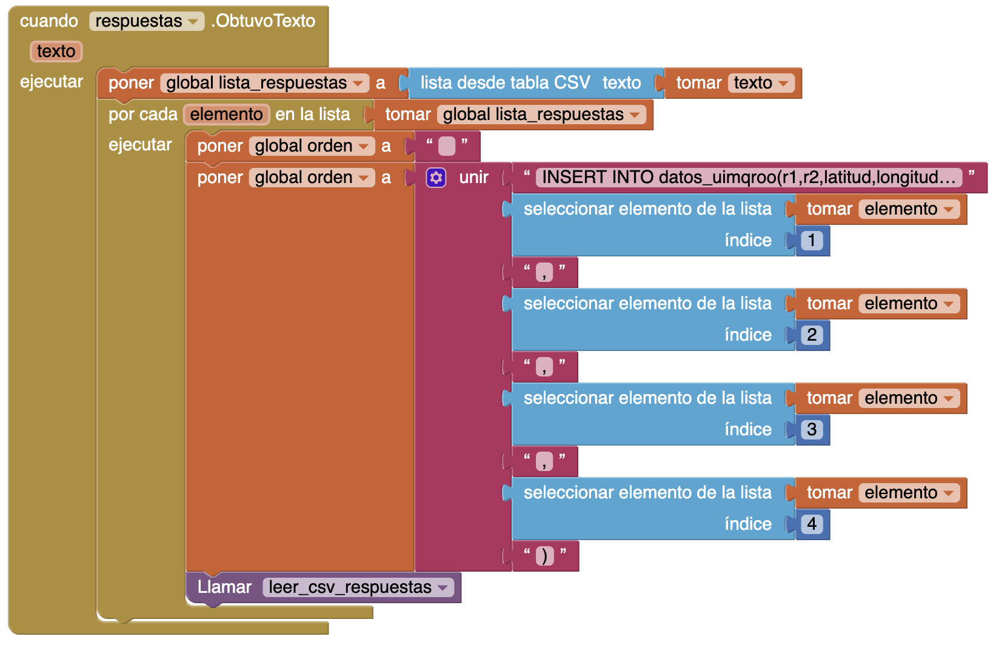 cuando respuestas .ObtuvoTexto
texto
ejecutar poner global lista_respuestas a lista desde tabla CSV texto tomar texto
por cada elemento en la lista tomar global lista_respuestas
ejecutar poner global orden a “ ”
poner global orden a unir “ INSERT INTO datos_uimqroo(r1,r2,latitud,longitud... ”
seleccionar elemento de la lista tomar elemento
índice 1
“ , ”
seleccionar elemento de la lista tomar elemento
índice 2
“ , ”
seleccionar elemento de la lista tomar elemento
índice 3
“ , ”
seleccionar elemento de la lista tomar elemento
índice 4
“ ) ”
Llamar leer_csv_respuestas